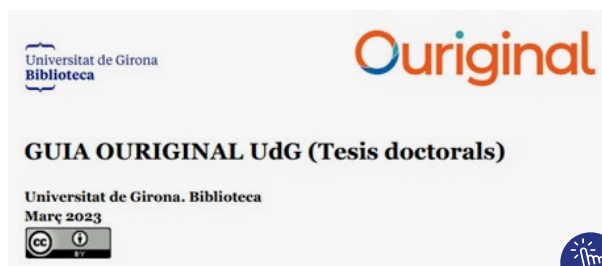 Universitat de Girona
Biblioteca
Ouriginal
GUIA OURIGINAL UdG (Tesis doctorals)
Universitat de Girona. Biblioteca
Març 2023
cc
BY